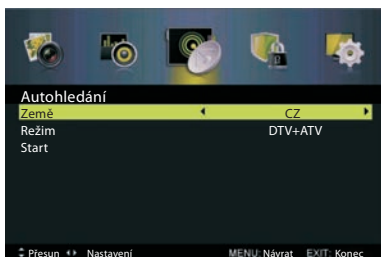 Autohledání
Země CZ
Režim DTV+ATV
Start
Přesun Nastavení MENU: Návrat EXIT: Konec